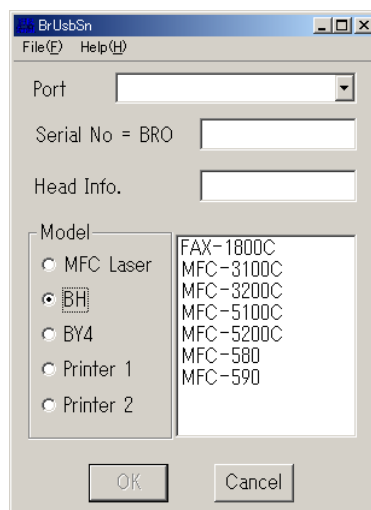 BrUsbSn
File(F) Help(H)
Port
Serial No = BRO
Head Info.
Model
MFC Laser
BH
BY4
Printer 1
Printer 2
FAX-1800C
MFC-3100C
MFC-3200C
MFC-5100C
MFC-5200C
MFC-580
MFC-590
OK Cancel